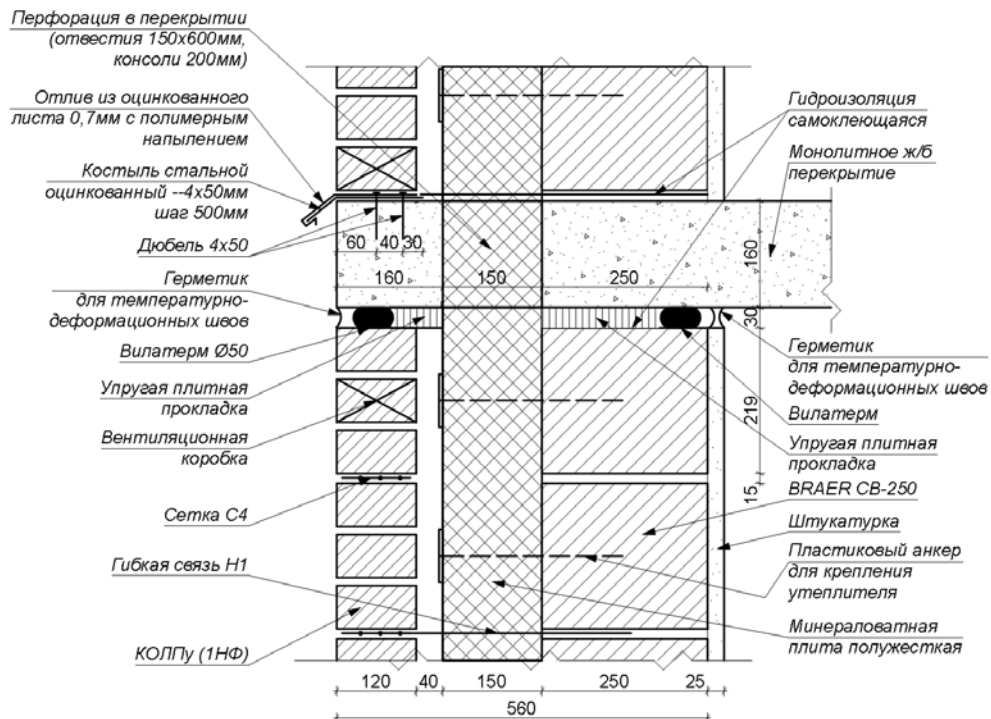 Перфорация в перекрытии
(отвестия 150х600мм,
консоли 200мм)
Отлив из оцинкованного
листа 0,7мм с полимерным
напылением
Костыль стальной
оцинкованный --4х50мм
шаг 500мм
Дюбель 4х50
Герметик
для температурно-
деформационных швов
Вилатерм Ø50
Упругая плитная
прокладка
Вентиляционная
коробка
Сетка С4
Гибкая связь Н1
КОЛПу (1НФ)
60
40
30
160
150
250
Гидроизоляция
самоклеющаяся
Монолитное ж/б
перекрытие
160
30
219
15
Герметик
для температурно-
деформационных швов
Вилатерм
Упругая плитная
прокладка
BRAER СВ-250
Штукатурка
Пластиковый анкер
для крепления
утеплителя
Минераловатная
плита полужесткая
120
40
150
250
25
560